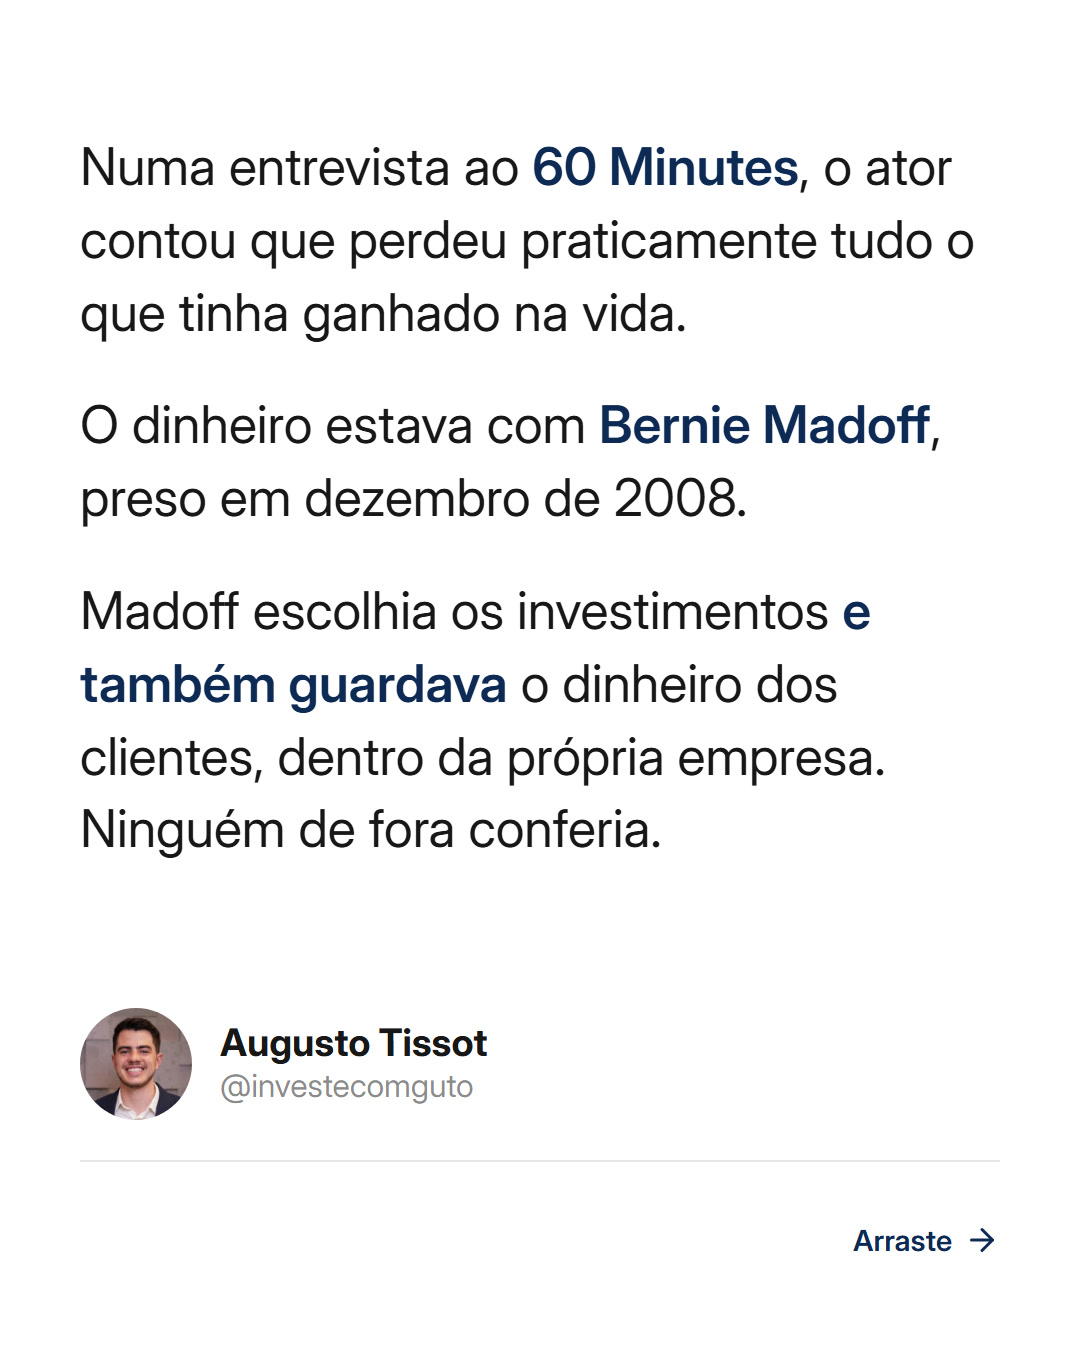 Numa entrevista ao 60 Minutes, o ator
contou que perdeu praticamente tudo o
que tinha ganhado na vida.
O dinheiro estava com Bernie Madoff,
preso em dezembro de 2008.
Madoff escolhia os investimentos e
também guardava o dinheiro dos
clientes, dentro da própria empresa.
Ninguém de fora conferia.
Augusto Tissot
@investecomguto
Arraste →